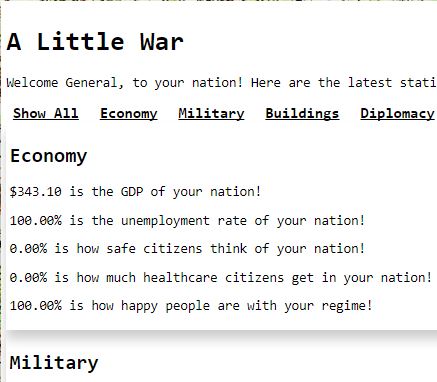 A Little War
Welcome General, to your nation! Here are the latest stati
Show All Economy Military Buildings Diplomacy
Economy
$343.10 is the GDP of your nation!
100.00% is the unemployment rate of your nation!
0.00% is how safe citizens think of your nation!
0.00% is how much healthcare citizens get in your nation!
100.00% is how happy people are with your regime!
Military